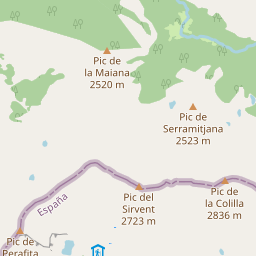 Pic de
la Maiana
2520 m
Pic de
Serramitjana
2523 m
España
Pic del
Sirvent
2723 m
Pic de
la Colilla
2836 m
Pic de
Perafita